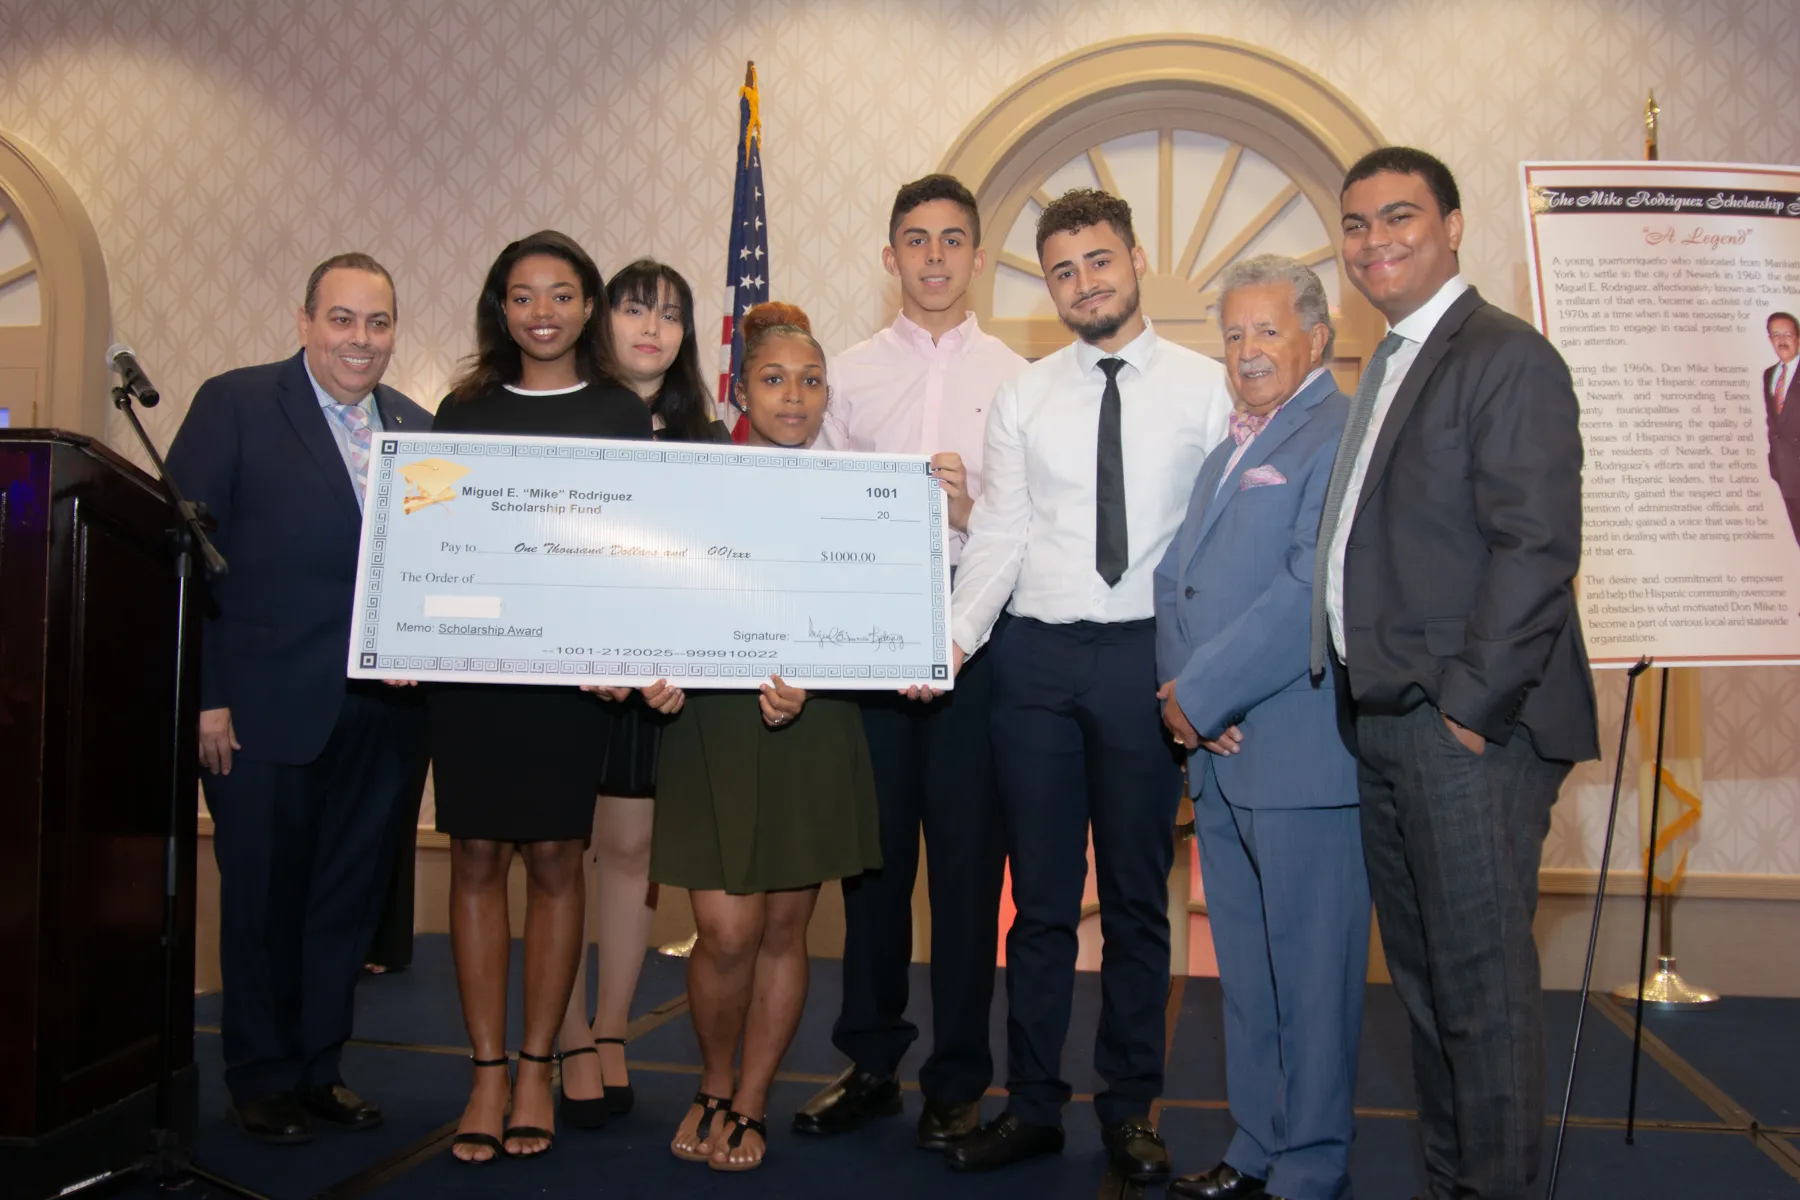 Miguel E. "Mike" Rodriguez
Scholarship Fund
1001
20
Pay to One Thousand Dollars and 00/xxx $1000.00
The Order of
Memo: Scholarship Award
Signature:
--1001-2120025--999910022
The Mike Rodriguez Scholarship
"A Legend"
A young puertorriqueño who relocated from
York to settle in the city of Newark in 1960. the
Miguel E. Rodriguez, affectionately known as "Don
a militant of that era, became an activist of the
1970s at a time when it was necessary for
minorities to engage in racial protest to
gain attention.
During the 1960s, Don Mike became
well known to the Hispanic community
Newark and surrounding Essex
municipalities of for his
in addressing the quality of
issues of Hispanics in general and
the residents of Newark. Due to
Rodriguez's efforts and the efforts
other Hispanic leaders, the Latino
community gained the respect and the
attention of administrative officials, and
victoriously gained a voice that was to be
heard in dealing with the arising problems
of that era.
The desire and commitment to empower
and help the Hispanic community overcome
all obstacles is what motivated Don Mike to
become a part of various local and statewide
organizations.